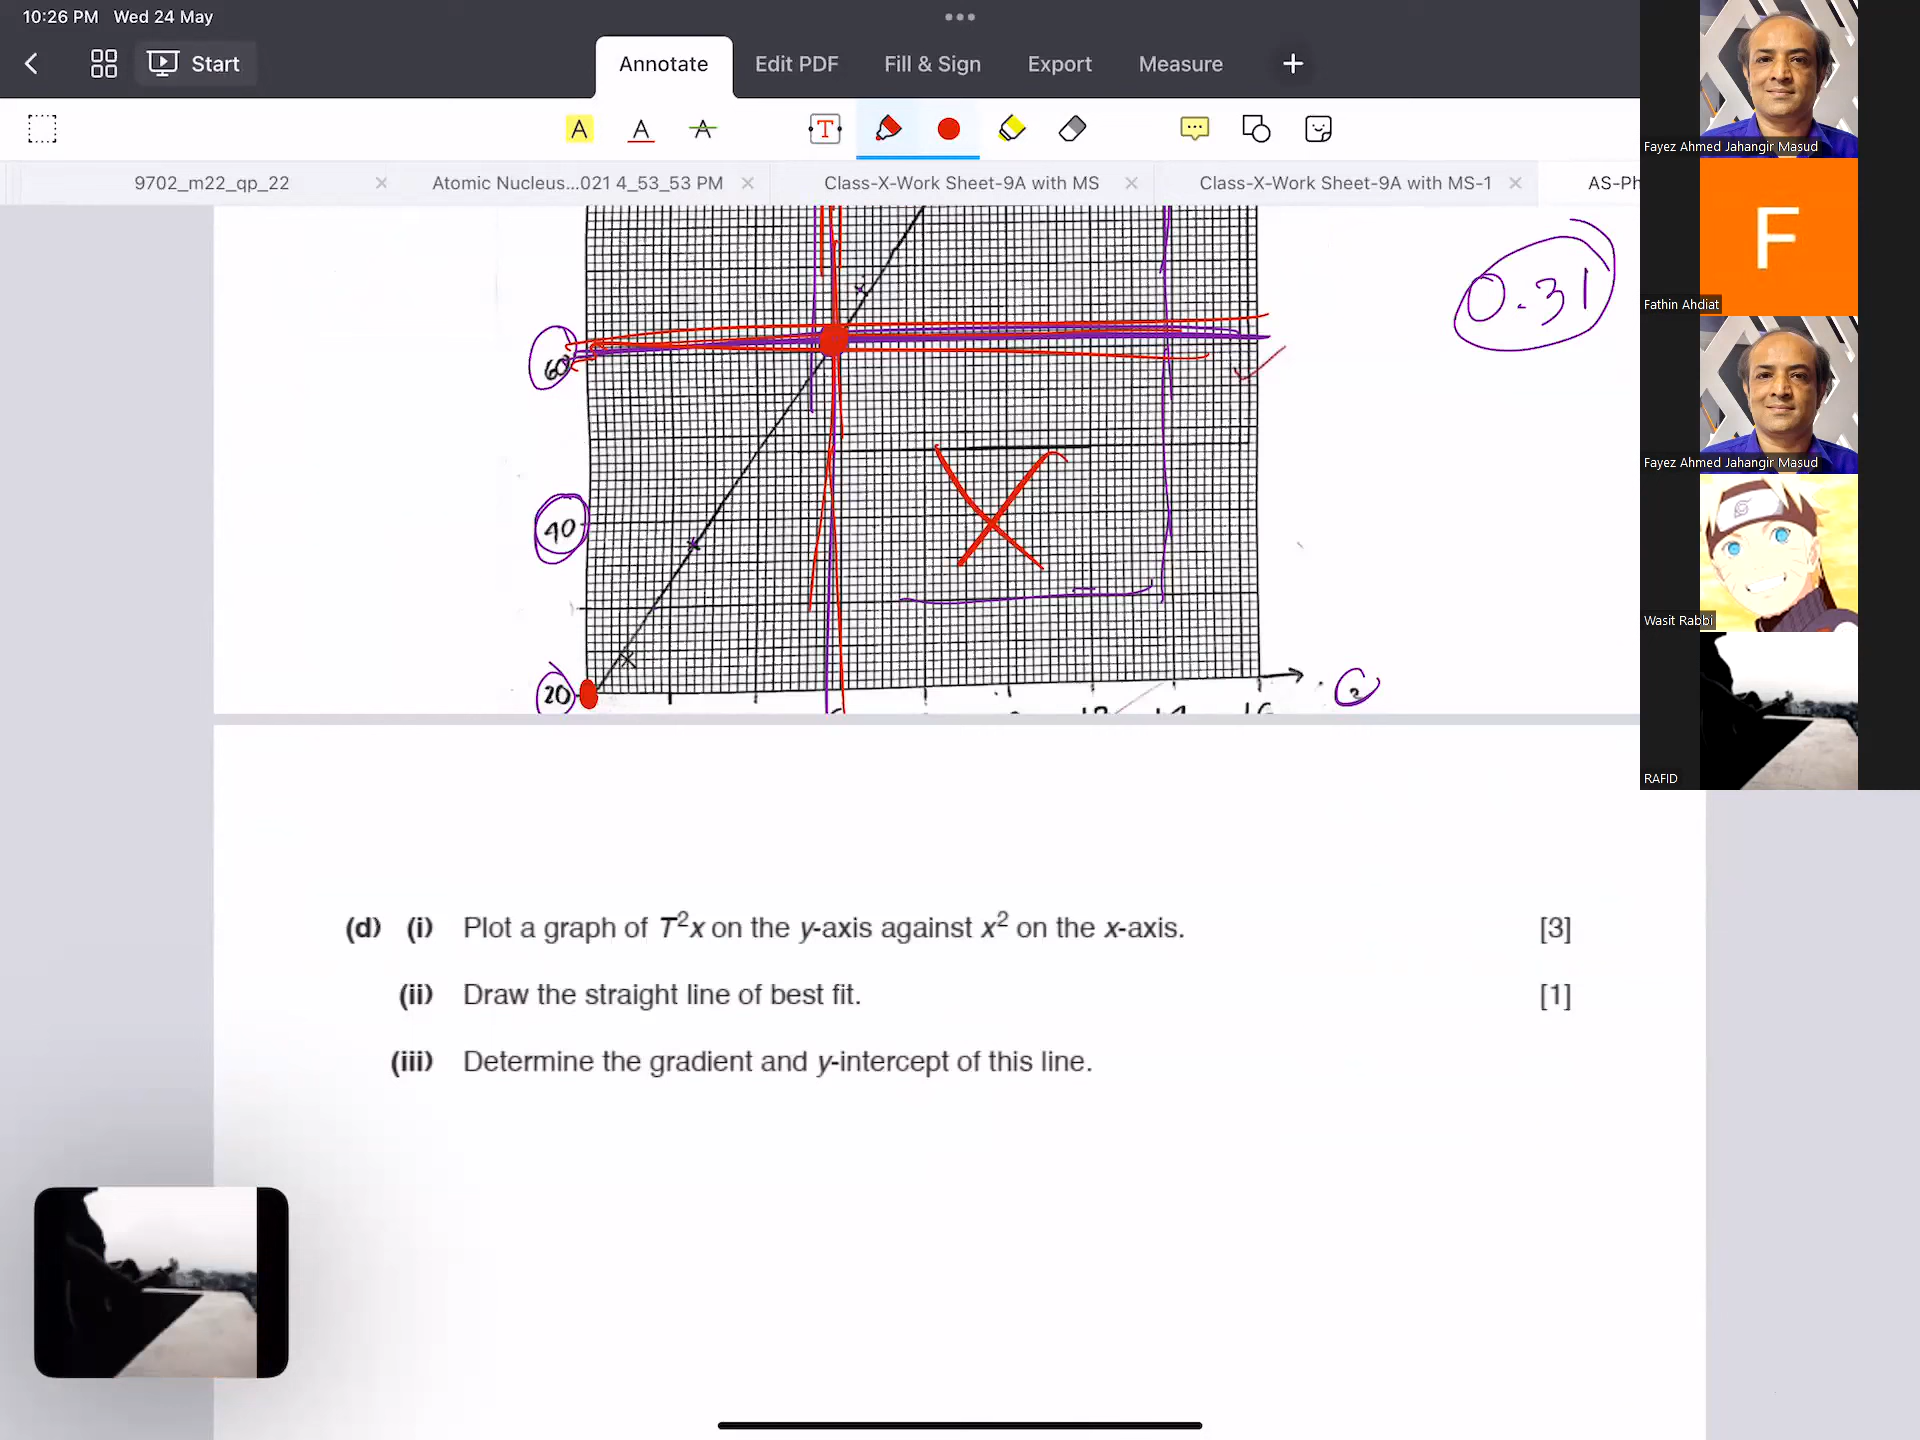 10:26 PM Wed 24 May
Start
Annotate
Edit PDF
Fill & Sign
Export
Measure
A
A
A
T
9702_m22_qp_22
Atomic Nucleus...021 4_53_53 PM
Class-X-Work Sheet-9A with MS
Class-X-Work Sheet-9A with MS-1
AS-Ph
Fayez Ahmed Jahangir Masud
F
Fathin Ahdiat
Fayez Ahmed Jahangir Masud
Wasit Rabbi
RAFID
0.31
60
40
20
(d) (i) Plot a graph of T²x on the y-axis against x² on the x-axis. [3]
(ii) Draw the straight line of best fit. [1]
(iii) Determine the gradient and y-intercept of this line.